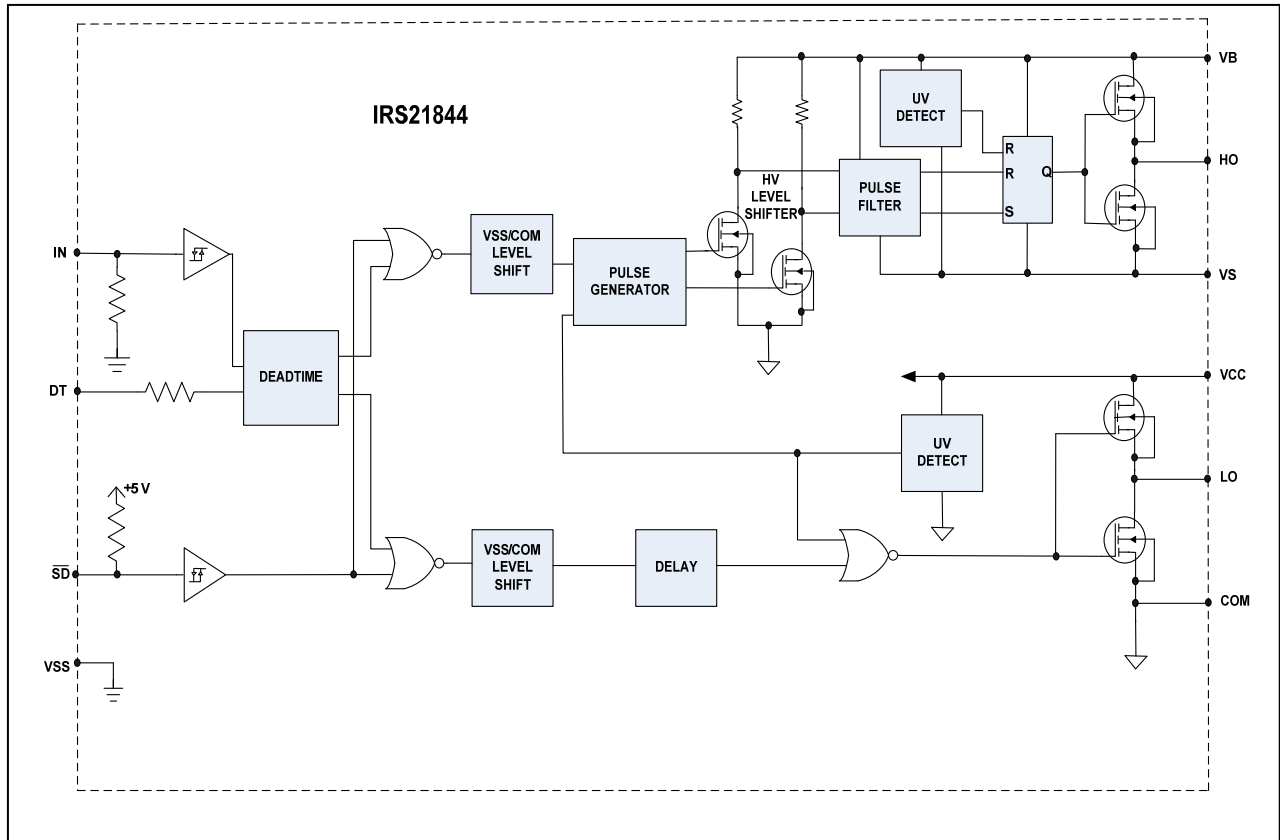 IRS21844
VB
UV
DETECT
R
R
Q
S
HO
HV
LEVEL
SHIFTER
PULSE
FILTER
IN
VSS/COM
LEVEL
SHIFT
PULSE
GENERATOR
VS
DEADTIME
DT
VCC
UV
DETECT
LO
+5 V
S̅D̅
VSS/COM
LEVEL
SHIFT
DELAY
COM
VSS